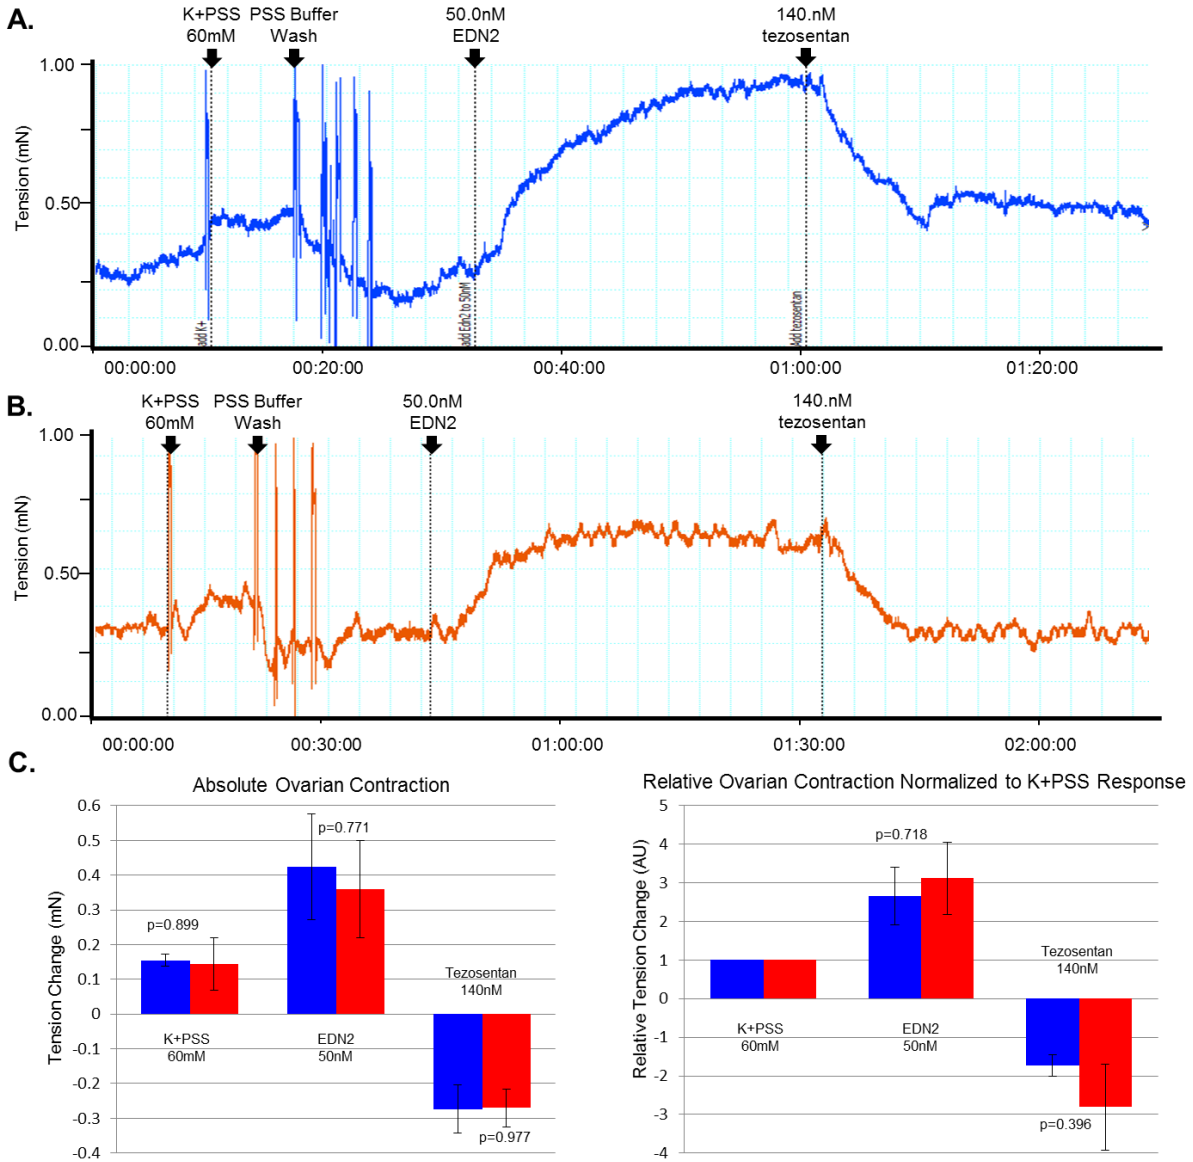 A.
K+PSS
60mM
PSS Buffer
Wash
50.0nM
EDN2
140.nM
tezosentan
1.00
0.50
0.00
Tension (mN)
add K+
add Edn2 to 50nM
Add tezosentan
00:00:00
00:20:00
00:40:00
01:00:00
01:20:00
B.
K+PSS
60mM
PSS Buffer
Wash
50.0nM
EDN2
140.nM
tezosentan
1.00
0.50
0.00
Tension (mN)
00:00:00
00:30:00
01:00:00
01:30:00
02:00:00
C.
Absolute Ovarian Contraction
Tension Change (mN)
0.6
0.5
0.4
0.3
0.2
0.1
0
-0.1
-0.2
-0.3
-0.4
p=0.899
p=0.771
p=0.977
K+PSS
60mM
EDN2
50nM
Tezosentan
140nM
Relative Ovarian Contraction Normalized to K+PSS Response
Relative Tension Change (AU)
5
4
3
2
1
0
-1
-2
-3
-4
p=0.718
p=0.396
K+PSS
60mM
EDN2
50nM
Tezosentan
140nM